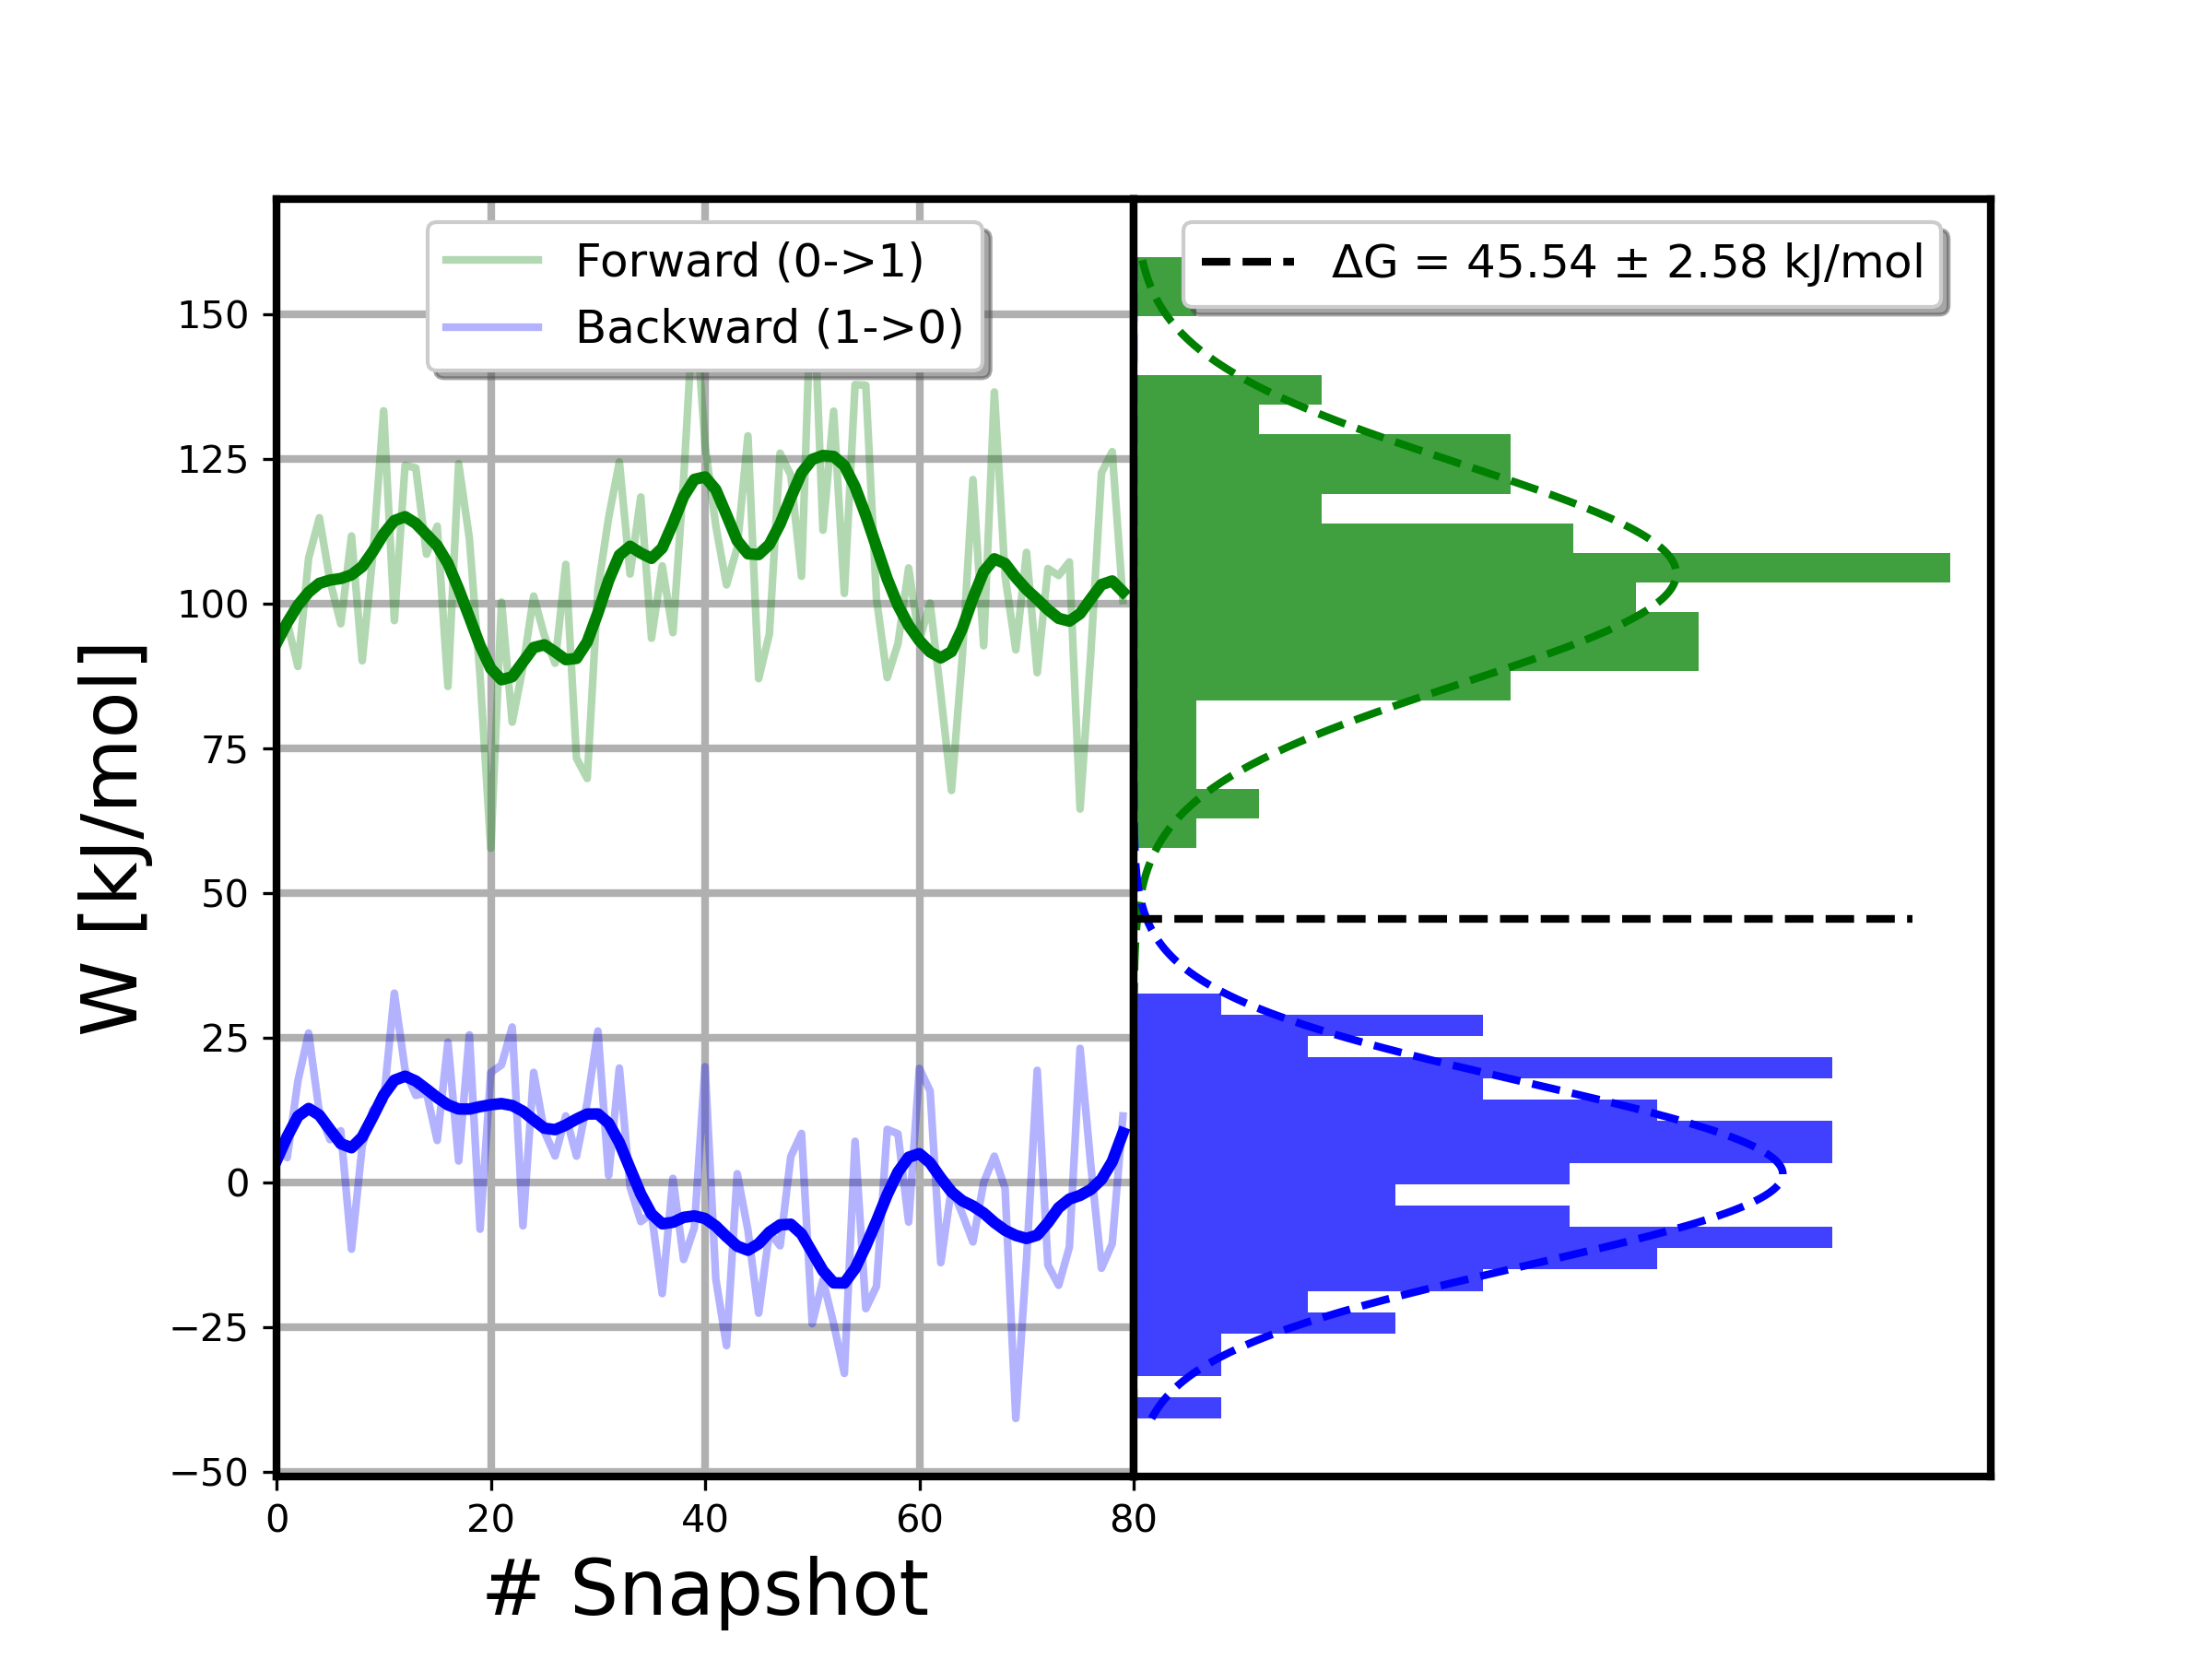 Forward (0->1)
Backward (1->0)
ΔG = 45.54 ± 2.58 kJ/mol
W [kJ/mol]
150
125
100
75
50
25
0
−25
−50
0 20 40 60 80
# Snapshot